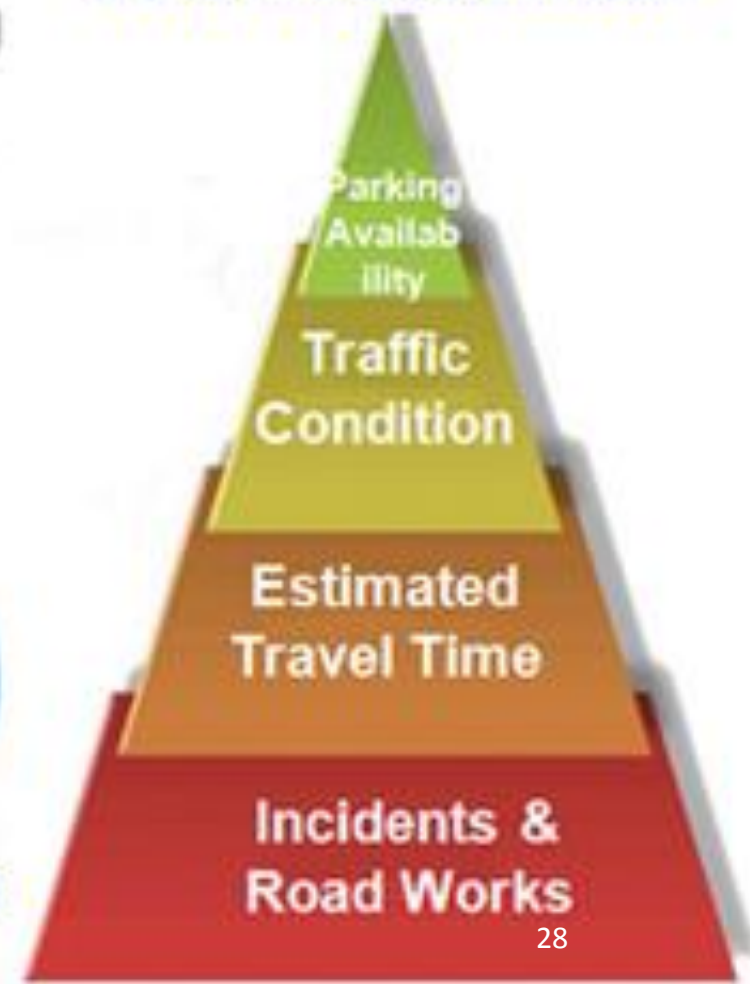 Parking
Availab
ility
Traffic
Condition
Estimated
Travel Time
Incidents &
Road Works
28